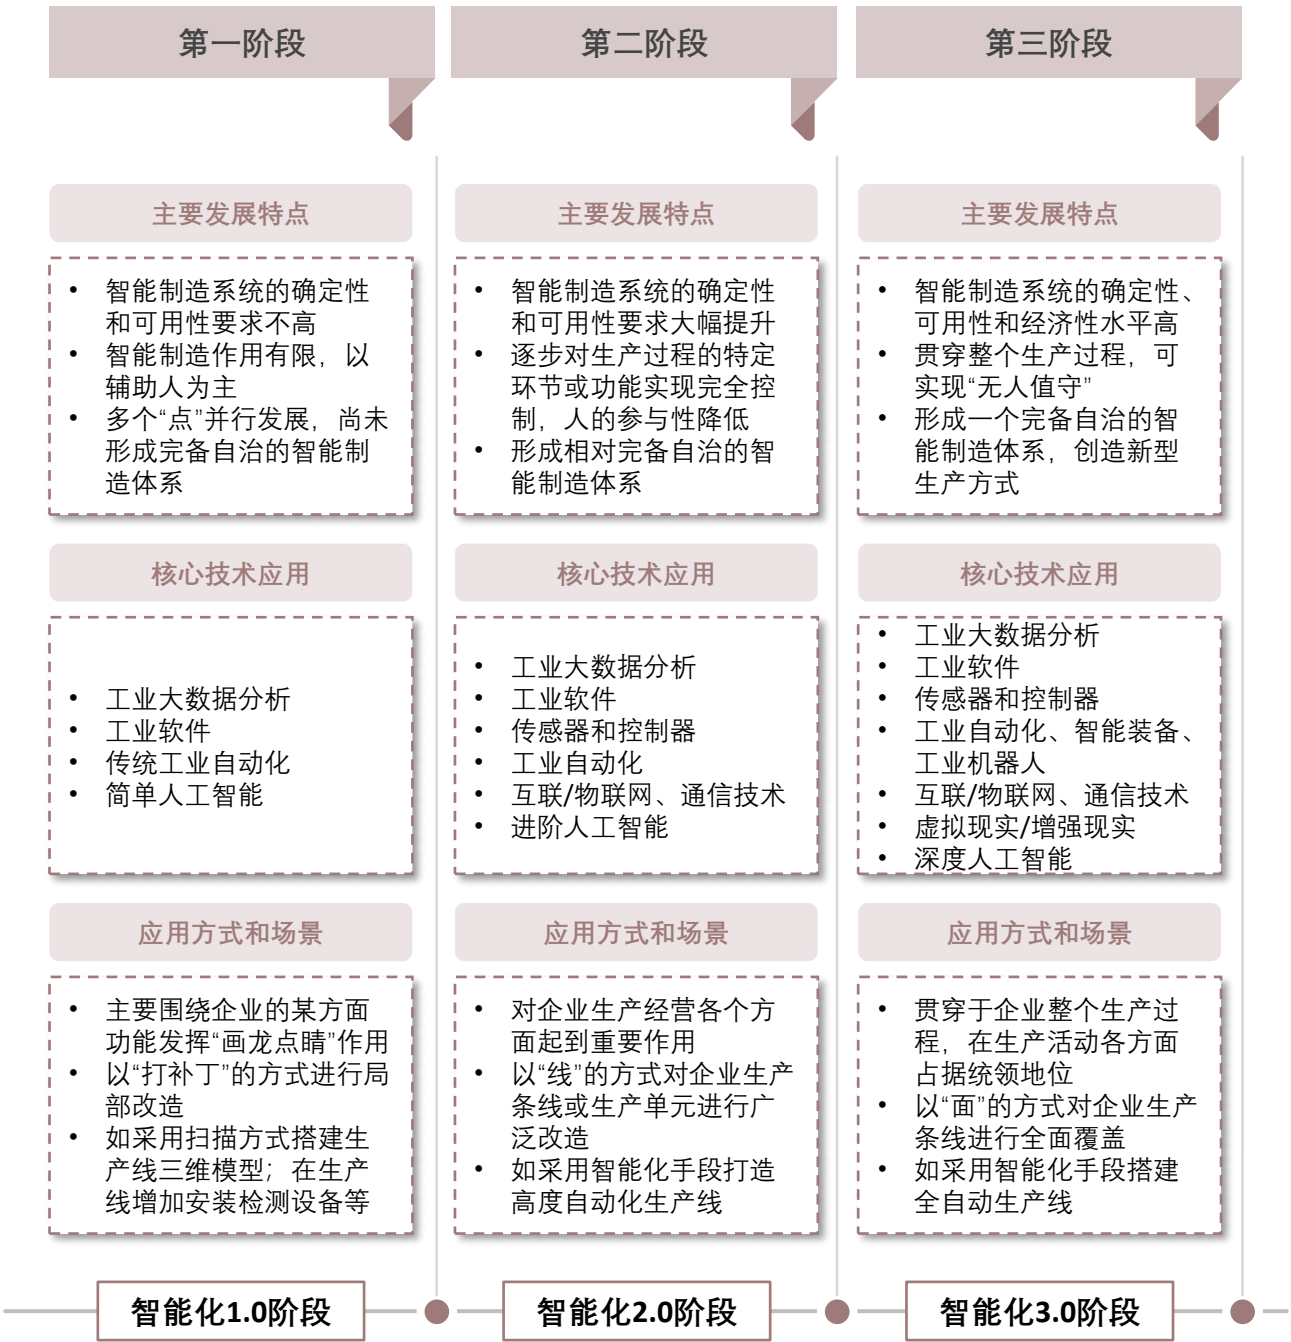 第一阶段
主要发展特点
• 智能制造系统的确定性
和可用性要求不高
• 智能制造作用有限，以
辅助人为主
• 多个“点”并行发展，尚未
形成完备自治的智能制
造体系
核心技术应用
• 工业大数据分析
• 工业软件
• 传统工业自动化
• 简单人工智能
应用方式和场景
• 主要围绕企业的某方面
功能发挥“画龙点睛”作用
• 以“打补丁”的方式进行局
部改造
• 如采用扫描方式搭建生
产线三维模型；在生产
线增加安装检测设备等
智能化1.0阶段
第二阶段
主要发展特点
• 智能制造系统的确定性
和可用性要求大幅提升
• 逐步对生产过程的特定
环节或功能实现完全控
制，人的参与性降低
• 形成相对完备自治的智
能制造体系
核心技术应用
• 工业大数据分析
• 工业软件
• 传感器和控制器
• 工业自动化
• 互联/物联网、通信技术
• 进阶人工智能
应用方式和场景
• 对企业生产经营各个方
面起到重要作用
• 以“线”的方式对企业生产
条线或生产单元进行广
泛改造
• 如采用智能化手段打造
高度自动化生产线
智能化2.0阶段
第三阶段
主要发展特点
• 智能制造系统的确定性、
可用性和经济性水平高
• 贯穿整个生产过程，可
实现“无人值守”
• 形成一个完备自治的智
能制造体系，创造新型
生产方式
核心技术应用
• 工业大数据分析
• 工业软件
• 传感器和控制器
• 工业自动化、智能装备、
工业机器人
• 互联/物联网、通信技术
• 虚拟现实/增强现实
• 深度人工智能
应用方式和场景
• 贯穿于企业整个生产过
程，在生产活动各方面
占据统领地位
• 以“面”的方式对企业生产
条线进行全面覆盖
• 如采用智能化手段搭建
全自动生产线
智能化3.0阶段